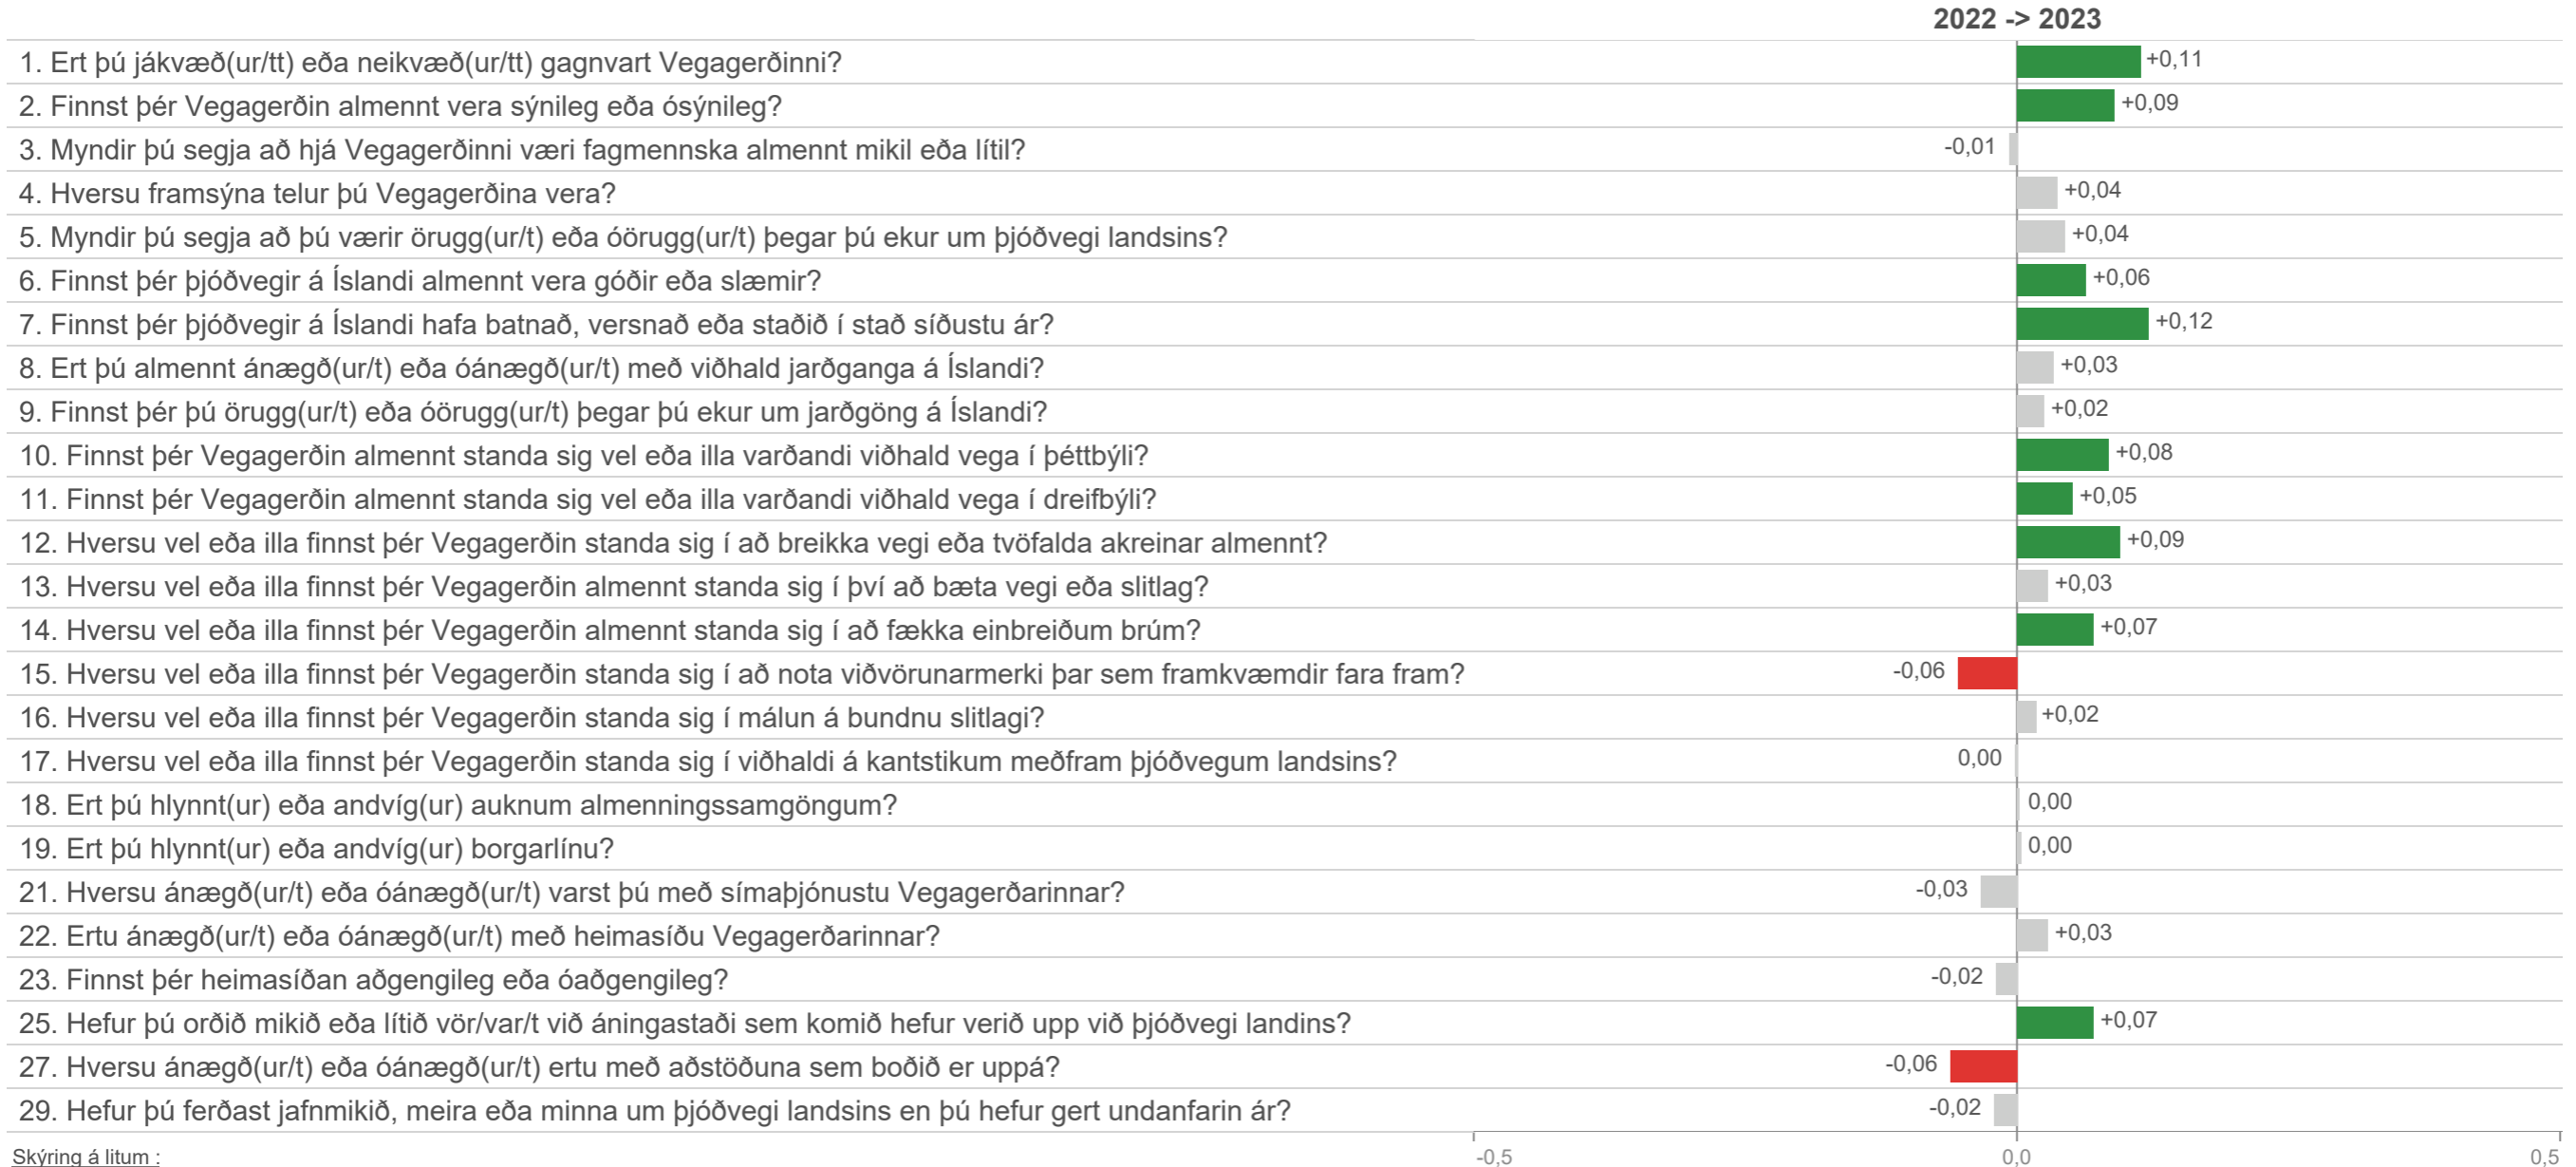 2022 -> 2023
1. Ert þú jákvæð(ur/tt) eða neikvæð(ur/tt) gagnvart Vegagerðinni? +0,11
2. Finnst þér Vegagerðin almennt vera sýnileg eða ósýnileg? +0,09
3. Myndir þú segja að hjá Vegagerðinni væri fagmennska almennt mikil eða lítil? -0,01
4. Hversu framsýna telur þú Vegagerðina vera? +0,04
5. Myndir þú segja að þú værir örugg(ur/t) eða óörugg(ur/t) þegar þú ekur um þjóðvegi landsins? +0,04
6. Finnst þér þjóðvegir á Íslandi almennt vera góðir eða slæmir? +0,06
7. Finnst þér þjóðvegir á Íslandi hafa batnað, versnað eða staðið í stað síðustu ár? +0,12
8. Ert þú almennt ánægð(ur/t) eða óánægð(ur/t) með viðhald jarðganga á Íslandi? +0,03
9. Finnst þér þú örugg(ur/t) eða óörugg(ur/t) þegar þú ekur um jarðgöng á Íslandi? +0,02
10. Finnst þér Vegagerðin almennt standa sig vel eða illa varðandi viðhald vega í þéttbýli? +0,08
11. Finnst þér Vegagerðin almennt standa sig vel eða illa varðandi viðhald vega í dreifbýli? +0,05
12. Hversu vel eða illa finnst þér Vegagerðin standa sig í að breikka vegi eða tvöfalda akreinar almennt? +0,09
13. Hversu vel eða illa finnst þér Vegagerðin almennt standa sig í því að bæta vegi eða slitlag? +0,03
14. Hversu vel eða illa finnst þér Vegagerðin almennt standa sig í að fækka einbreiðum brúm? +0,07
15. Hversu vel eða illa finnst þér Vegagerðin standa sig í að nota viðvörunarmerki þar sem framkvæmdir fara fram? -0,06
16. Hversu vel eða illa finnst þér Vegagerðin standa sig í málun á bundnu slitlagi? +0,02
17. Hversu vel eða illa finnst þér Vegagerðin standa sig í viðhaldi á kantstikum meðfram þjóðvegum landsins? 0,00
18. Ert þú hlynnt(ur) eða andvíg(ur) auknum almenningssamgöngum? 0,00
19. Ert þú hlynnt(ur) eða andvíg(ur) borgarlínu? 0,00
21. Hversu ánægð(ur/t) eða óánægð(ur/t) varst þú með símaþjónustu Vegagerðarinnar? -0,03
22. Ertu ánægð(ur/t) eða óánægð(ur/t) með heimasíðu Vegagerðarinnar? +0,03
23. Finnst þér heimasíðan aðgengileg eða óaðgengileg? -0,02
25. Hefur þú orðið mikið eða lítið vör/var/t við áningastaði sem komið hefur verið upp við þjóðvegi landins? +0,07
27. Hversu ánægð(ur/t) eða óánægð(ur/t) ertu með aðstöðuna sem boðið er uppá? -0,06
29. Hefur þú ferðast jafnmikið, meira eða minna um þjóðvegi landsins en þú hefur gert undanfarin ár? -0,02
Skýring á litum : -0,5 0,0 0,5